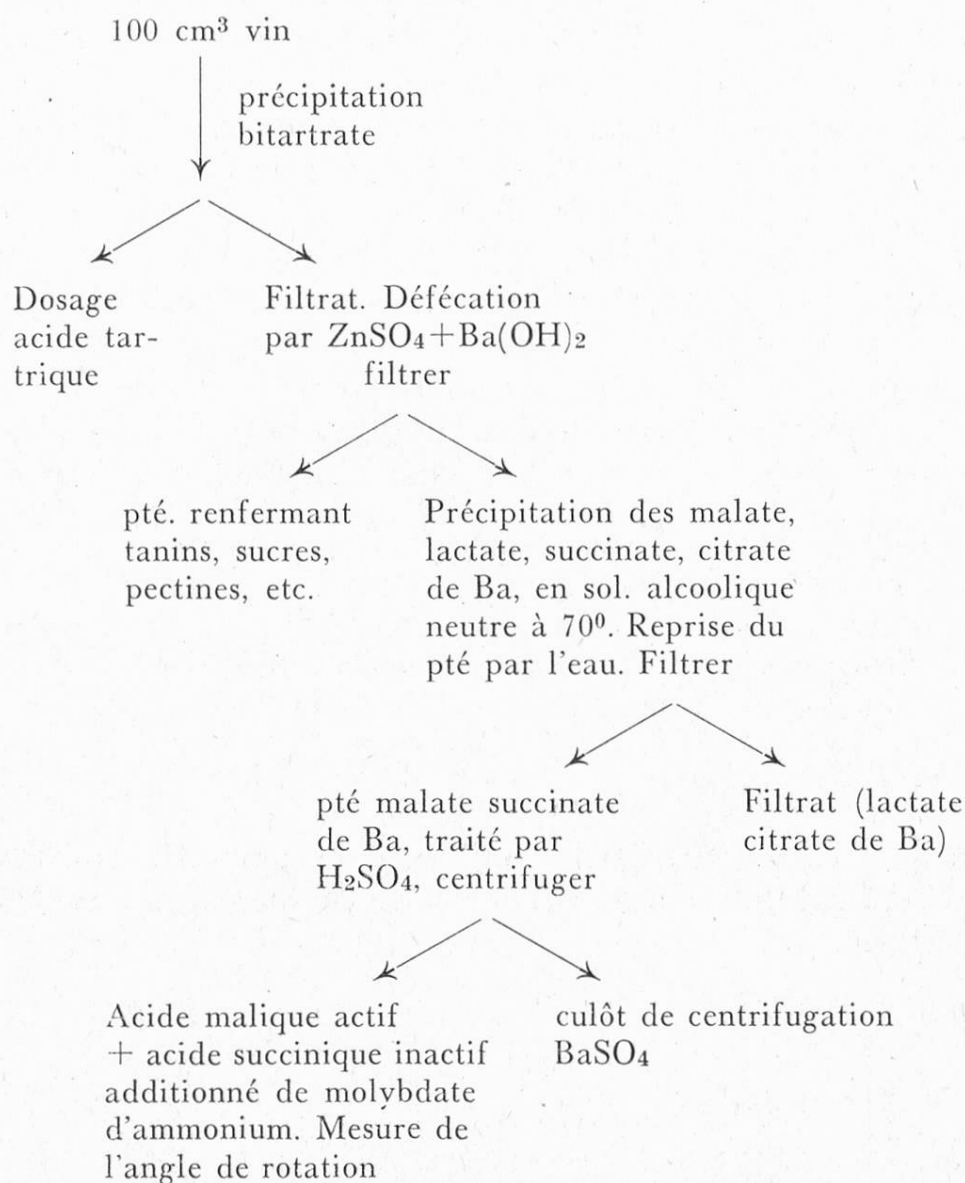 100 cm³ vin
précipitation
bitartrate
Dosage
acide tar-
trique
Filtrat. Défécation
par ZnSO₄+Ba(OH)₂
filtrer
pté. renfermant
tanins, sucres,
pectines, etc.
Précipitation des malate,
lactate, succinate, citrate
de Ba, en sol. alcoolique
neutre à 70⁰. Reprise du
pté par l'eau. Filtrer
pté malate succinate
de Ba, traité par
H₂SO₄, centrifuger
Filtrat (lactate
citrate de Ba)
Acide malique actif
+ acide succinique inactif
additionné de molybdate
d'ammonium. Mesure de
l'angle de rotation
culôt de centrifugation
BaSO₄